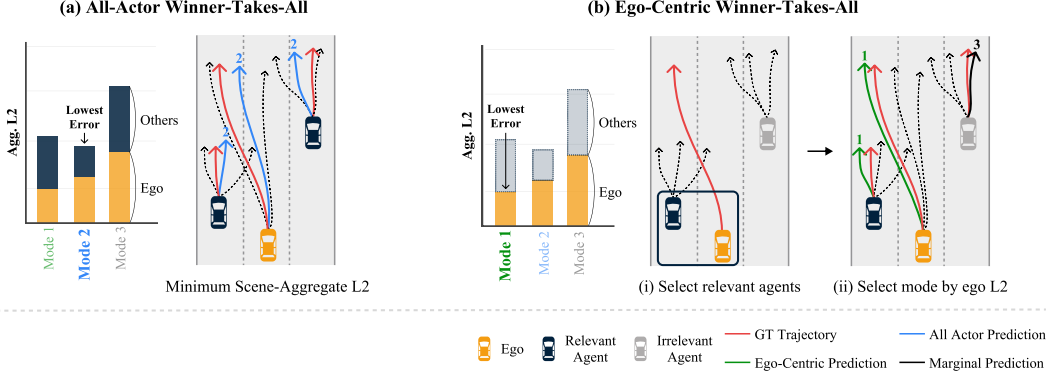 (a) All-Actor Winner-Takes-All
Agg. L2
Lowest
Error
Others
Ego
Mode 1
Mode 2
Mode 3
2
2
2
Minimum Scene-Aggregate L2
(b) Ego-Centric Winner-Takes-All
Agg. L2
Lowest
Error
Others
Ego
Mode 1
Mode 2
Mode 3
(i) Select relevant agents
1
3
1
(ii) Select mode by ego L2
Ego
Relevant
Agent
Irrelevant
Agent
GT Trajectory
All Actor Prediction
Ego-Centric Prediction
Marginal Prediction